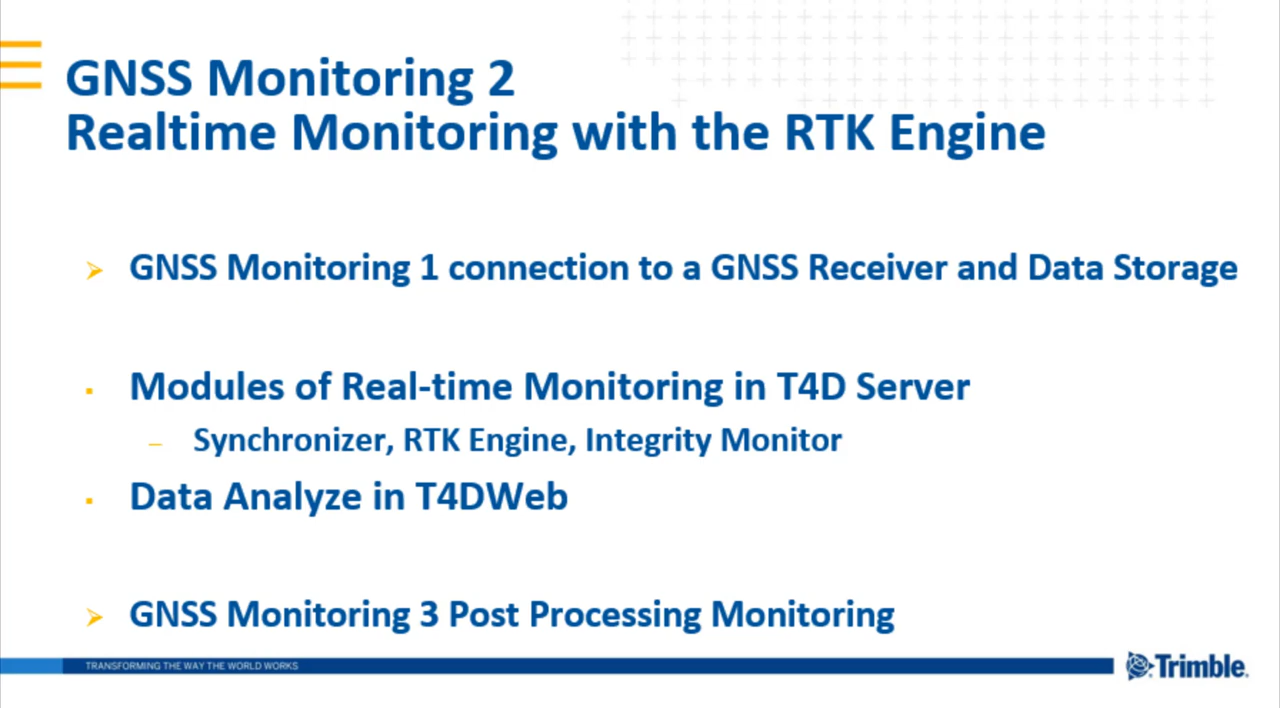 GNSS Monitoring 2
Realtime Monitoring with the RTK Engine
GNSS Monitoring 1 connection to a GNSS Receiver and Data Storage
Modules of Real-time Monitoring in T4D Server
Synchronizer, RTK Engine, Integrity Monitor
Data Analyze in T4DWeb
GNSS Monitoring 3 Post Processing Monitoring
TRANSFORMING THE WAY THE WORLD WORKS
Trimble.